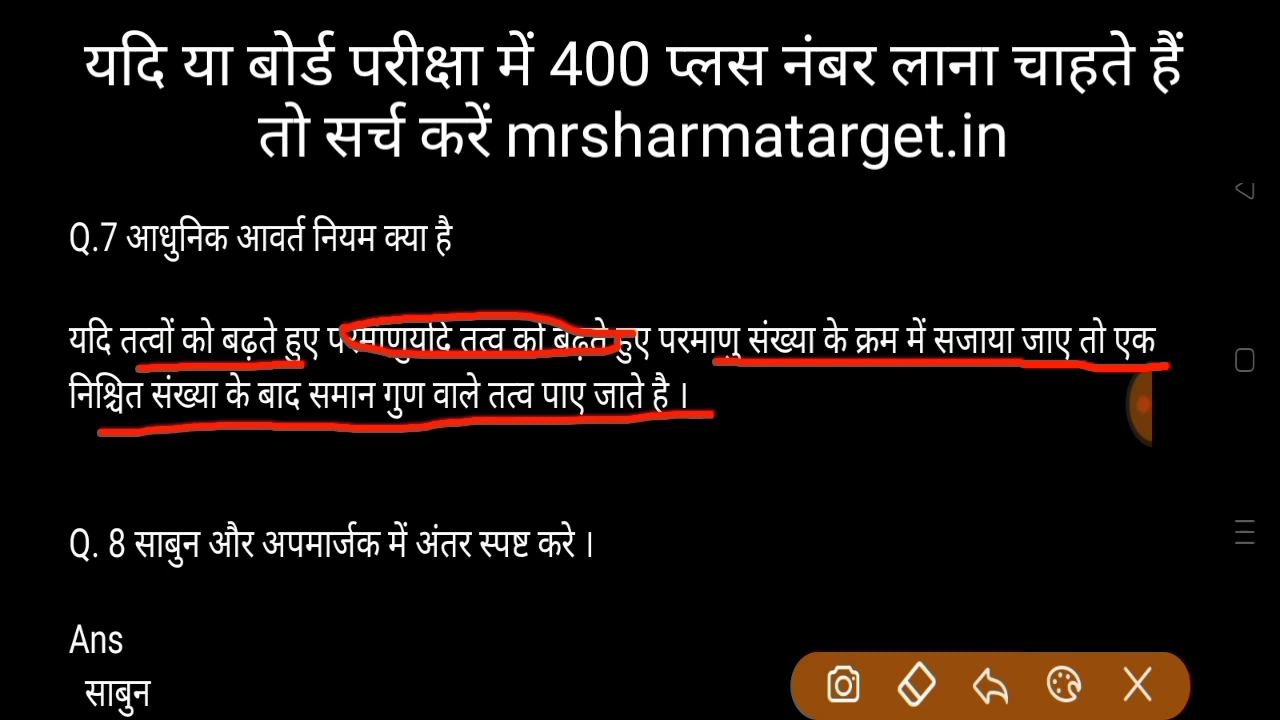 यदि या बोर्ड परीक्षा में 400 प्लस नंबर लाना चाहते हैं
तो सर्च करें mrsharmatarget.in
Q.7 आधुनिक आवर्त नियम क्या है
यदि तत्वों को बढ़ते हुए परमाणुयदि तत्व को बढ़ते हुए परमाणु संख्या के क्रम में सजाया जाए तो एक
निश्चित संख्या के बाद समान गुण वाले तत्व पाए जाते है ।
Q. 8 साबुन और अपमार्जक में अंतर स्पष्ट करे ।
Ans
साबुन